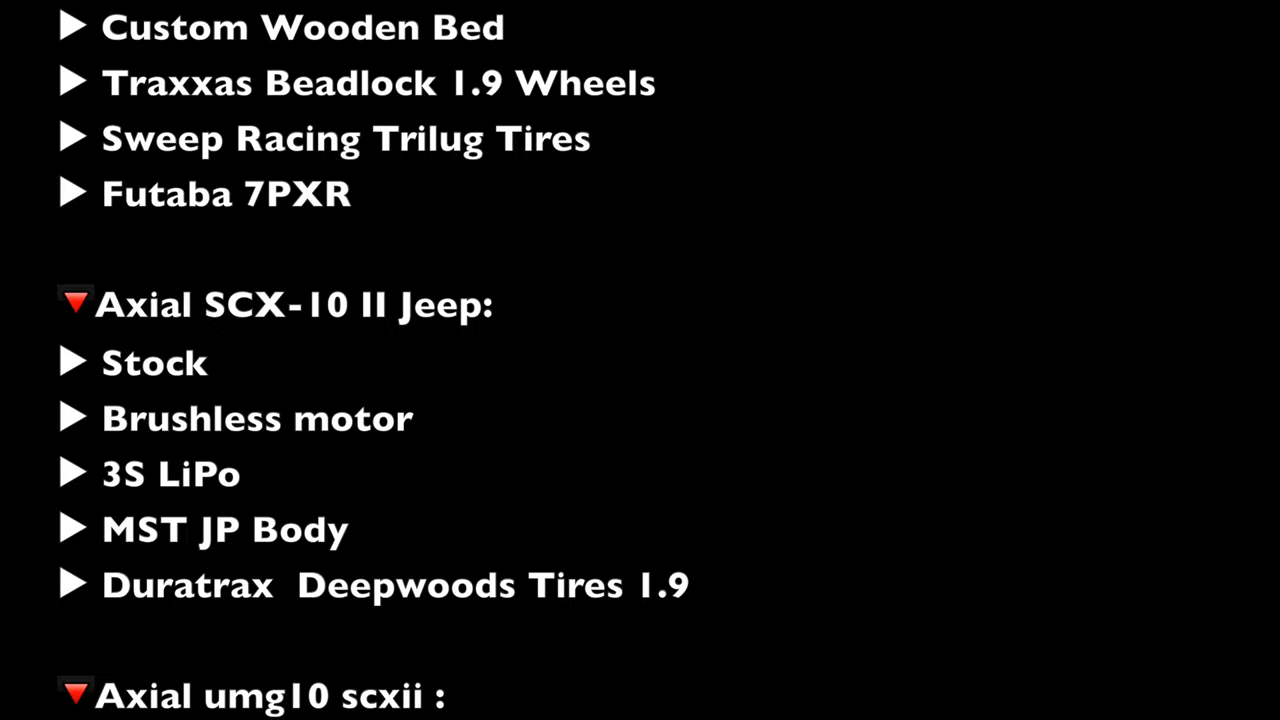 ▶ Custom Wooden Bed
▶ Traxxas Beadlock 1.9 Wheels
▶ Sweep Racing Trilug Tires
▶ Futaba 7PXR
🔻Axial SCX-10 II Jeep:
▶ Stock
▶ Brushless motor
▶ 3S LiPo
▶ MST JP Body
▶ Duratrax  Deepwoods Tires 1.9
🔻Axial umg10 scxii :